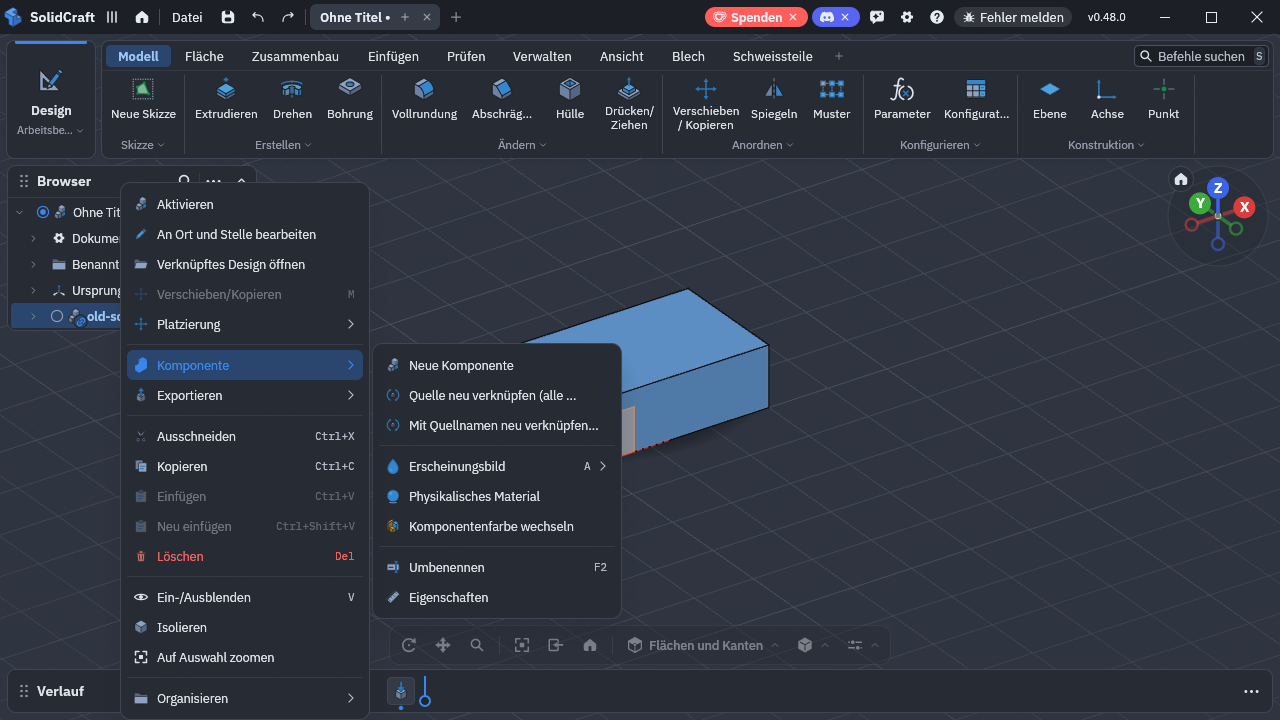 SolidCraft
Datei
Ohne Titel •
Spenden
Fehler melden
v0.48.0
Design
Arbeitsbe...
Modell
Fläche
Zusammenbau
Einfügen
Prüfen
Verwalten
Ansicht
Blech
Schweissteile
Befehle suchen
S
Neue Skizze
Extrudieren
Drehen
Bohrung
Vollrundung
Abschräg...
Hülle
Drücken/
Ziehen
Verschieben
/ Kopieren
Spiegeln
Muster
Parameter
Konfigurat...
Ebene
Achse
Punkt
Skizze
Erstellen
Ändern
Anordnen
Konfigurieren
Konstruktion
Browser
Ohne Tit
Dokume
Benannt
Ursprung
old-sc
Aktivieren
An Ort und Stelle bearbeiten
Verknüpftes Design öffnen
Verschieben/Kopieren M
Platzierung
Komponente
Exportieren
Ausschneiden Ctrl+X
Kopieren Ctrl+C
Einfügen Ctrl+V
Neu einfügen Ctrl+Shift+V
Löschen Del
Ein-/Ausblenden V
Isolieren
Auf Auswahl zoomen
Organisieren
Neue Komponente
Quelle neu verknüpfen (alle ...
Mit Quellnamen neu verknüpfen...
Erscheinungsbild A
Physikalisches Material
Komponentenfarbe wechseln
Umbenennen F2
Eigenschaften
Z
Y
X
Flächen und Kanten
Verlauf